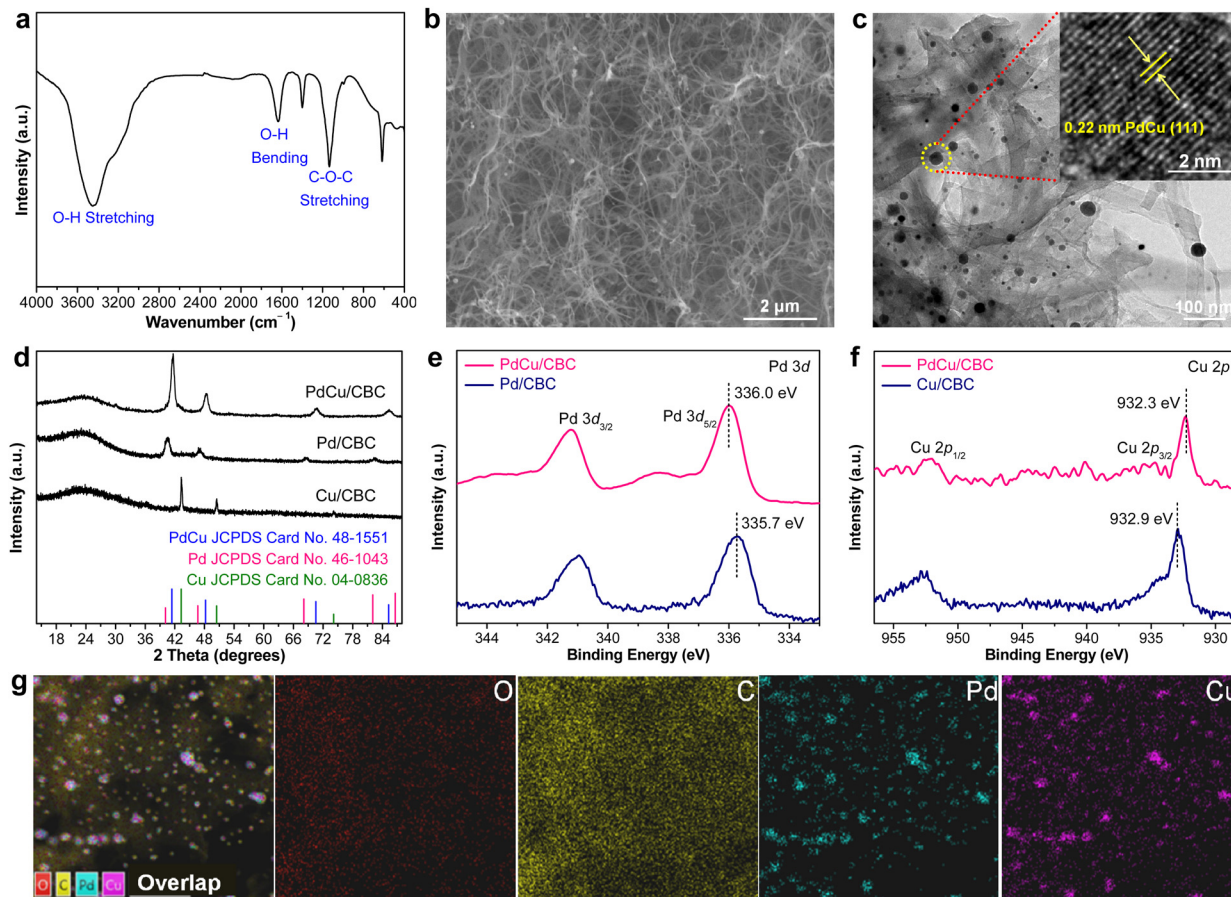 a
Intensity (a.u.)
O-H Stretching
O-H
Bending
C-O-C
Stretching
4000 3200 2400 1600 1200 800 400
Wavenumber (cm⁻¹)
b
2 μm
c
0.22 nm PdCu (111)
2 nm
100 nm
d
Intensity (a.u.)
PdCu/CBC
Pd/CBC
Cu/CBC
PdCu JCPDS Card No. 48-1551
Pd JCPDS Card No. 46-1043
Cu JCPDS Card No. 04-0836
18 24 30 36 42 48 54 60 66 72 78 84
2 Theta (degrees)
e
Intensity (a.u.)
PdCu/CBC
Pd/CBC
Pd 3d
336.0 eV
Pd 3d₃/₂
Pd 3d₅/₂
335.7 eV
344 342 340 338 336 334
Binding Energy (eV)
f
Intensity (a.u.)
PdCu/CBC
Cu/CBC
Cu 2p
932.3 eV
Cu 2p₁/₂
Cu 2p₃/₂
932.9 eV
955 950 945 940 935 930
Binding Energy (eV)
g
O C Pd Cu
Overlap
O
C
Pd
Cu